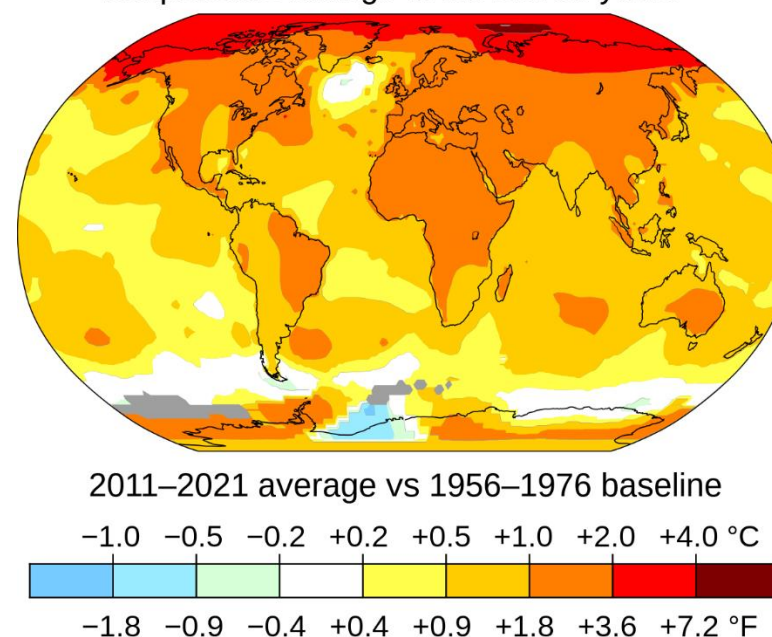 2011–2021 average vs 1956–1976 baseline
−1.0 −0.5 −0.2 +0.2 +0.5 +1.0 +2.0 +4.0 °C
−1.8 −0.9 −0.4 +0.4 +0.9 +1.8 +3.6 +7.2 °F